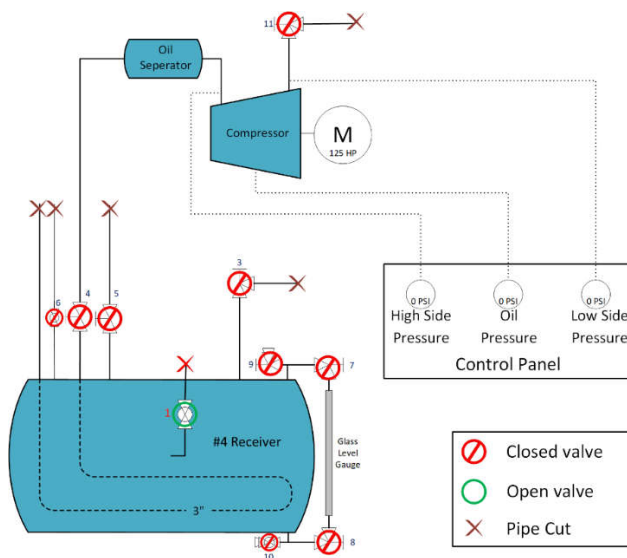 11
Oil
Seperator
Compressor
M
125 HP
3
6
4
5
0 PSI
0 PSI
0 PSI
High Side
Pressure
Oil
Pressure
Low Side
Pressure
Control Panel
9
7
1
#4 Receiver
Glass
Level
Gauge
3"
10
8
Closed valve
Open valve
Pipe Cut